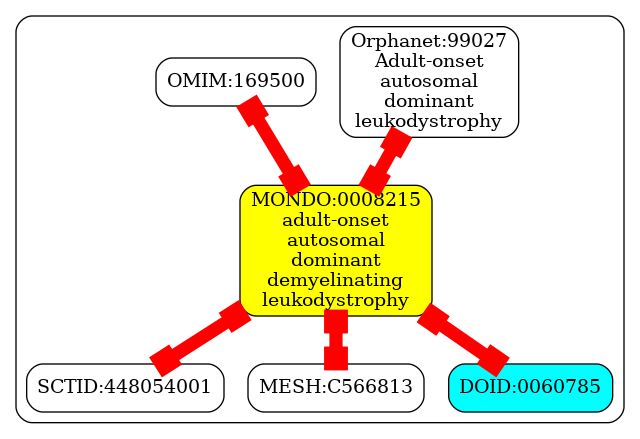 OMIM:169500
Orphanet:99027
Adult-onset
autosomal
dominant
leukodystrophy
MONDO:0008215
adult-onset
autosomal
dominant
demyelinating
leukodystrophy
SCTID:448054001
MESH:C566813
DOID:0060785